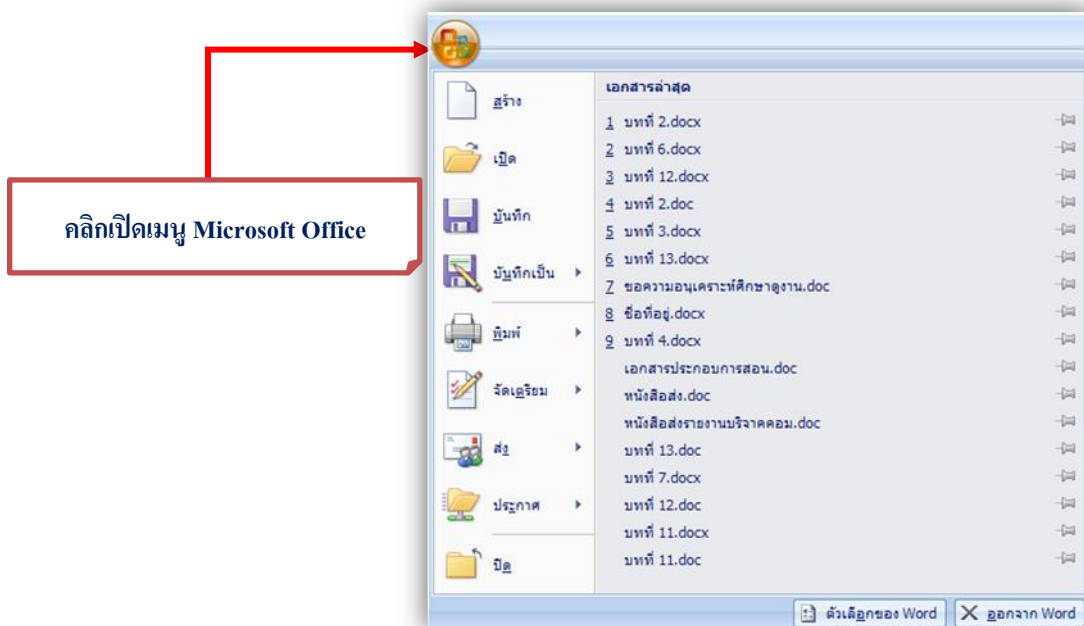 คลิกเปิดเมนู Microsoft Office
สร้าง
เปิด
บันทึก
บันทึกเป็น
พิมพ์
จัดเตรียม
ส่ง
ประกาศ
ปิด
เอกสารล่าสุด
1 บทที่ 2.docx
2 บทที่ 6.docx
3 บทที่ 12.docx
4 บทที่ 2.doc
5 บทที่ 3.docx
6 บทที่ 13.docx
7 ขอความอนุเคราะห์ศึกษาดูงาน.doc
8 ชื่อที่อยู่.docx
9 บทที่ 4.docx
เอกสารประกอบการสอน.doc
หนังสือส่ง.doc
หนังสือส่งรายงานบริจาคคอม.doc
บทที่ 13.doc
บทที่ 7.docx
บทที่ 12.doc
บทที่ 11.docx
บทที่ 11.doc
ตัวเลือกของ Word
ออกจาก Word